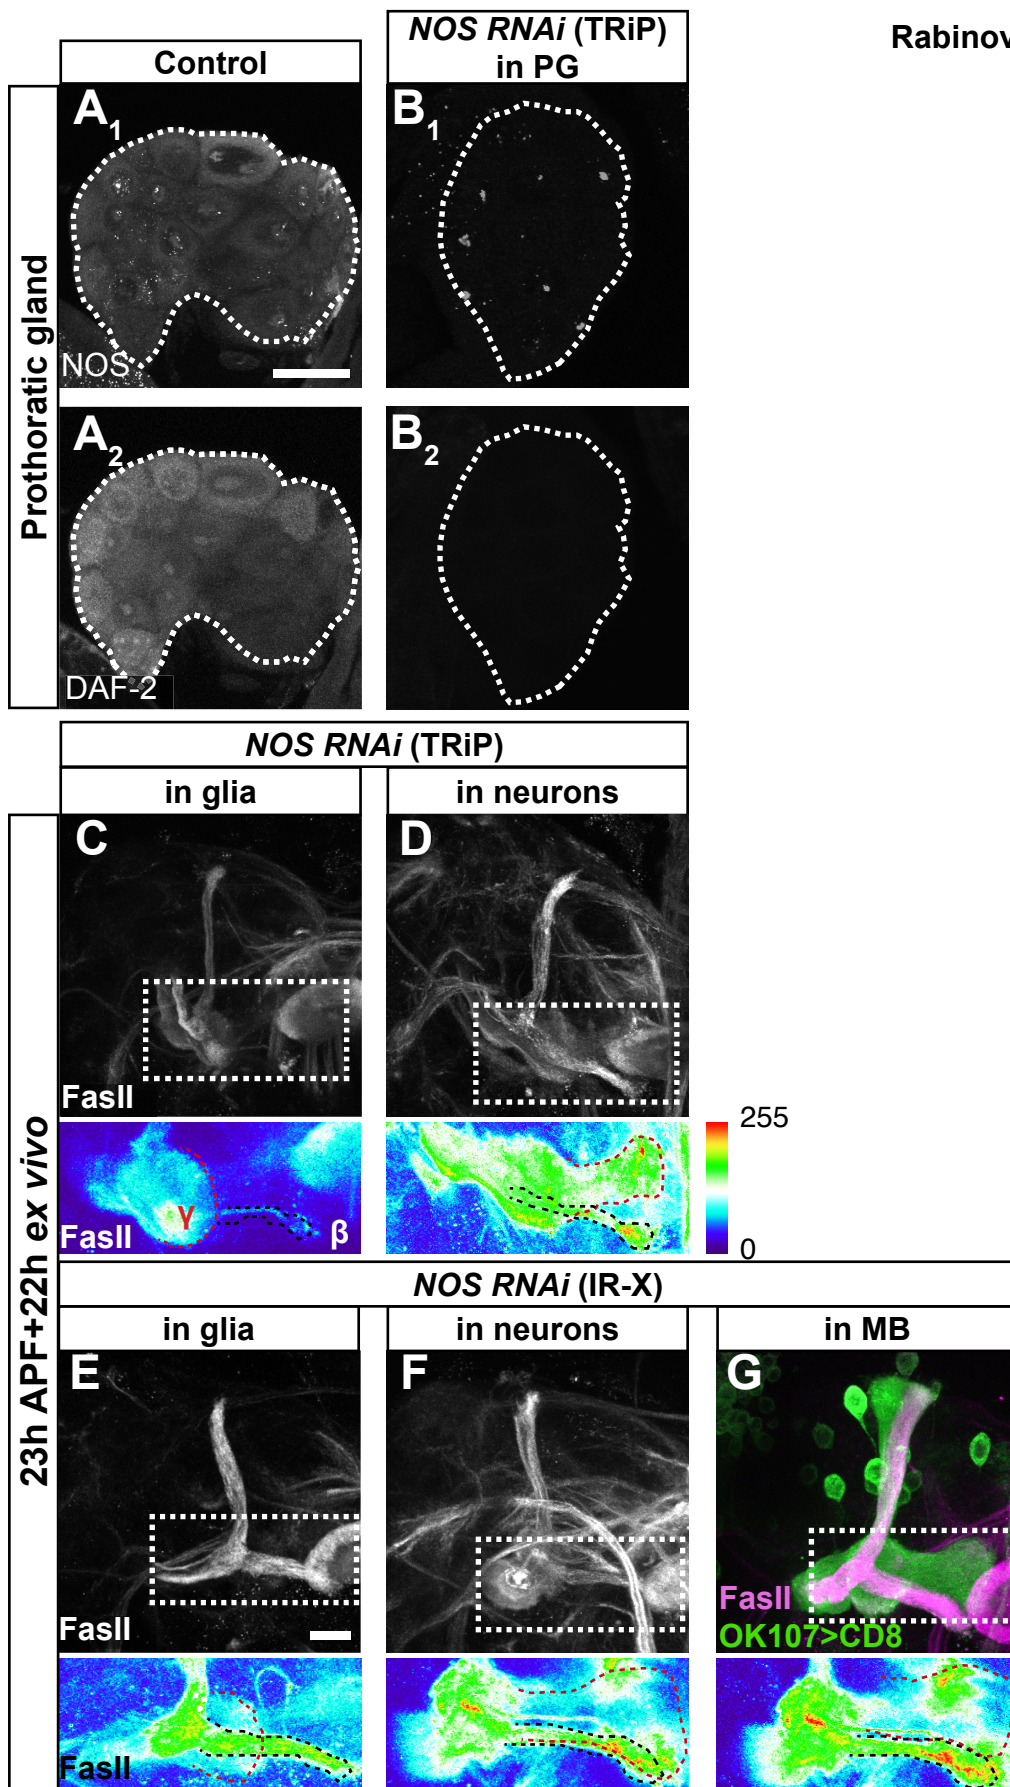 NOS RNAi (TRiP)
in PG
Rabinov
Control
Prothoratic gland
A1
B1
NOS
A2
B2
DAF-2
NOS RNAi (TRiP)
in glia
in neurons
23h APF+22h ex vivo
C
D
FasII
255
0
γ
β
FasII
NOS RNAi (IR-X)
in glia
in neurons
in MB
E
F
G
FasII
FasII
OK107>CD8
FasII